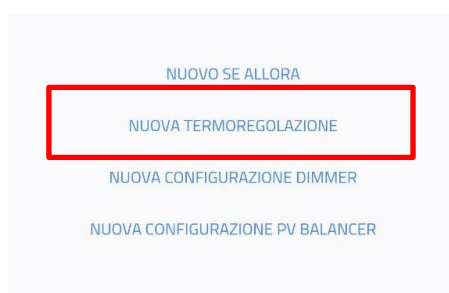 NUOVO SE ALLORA
NUOVA TERMOREGOLAZIONE
NUOVA CONFIGURAZIONE DIMMER
NUOVA CONFIGURAZIONE PV BALANCER